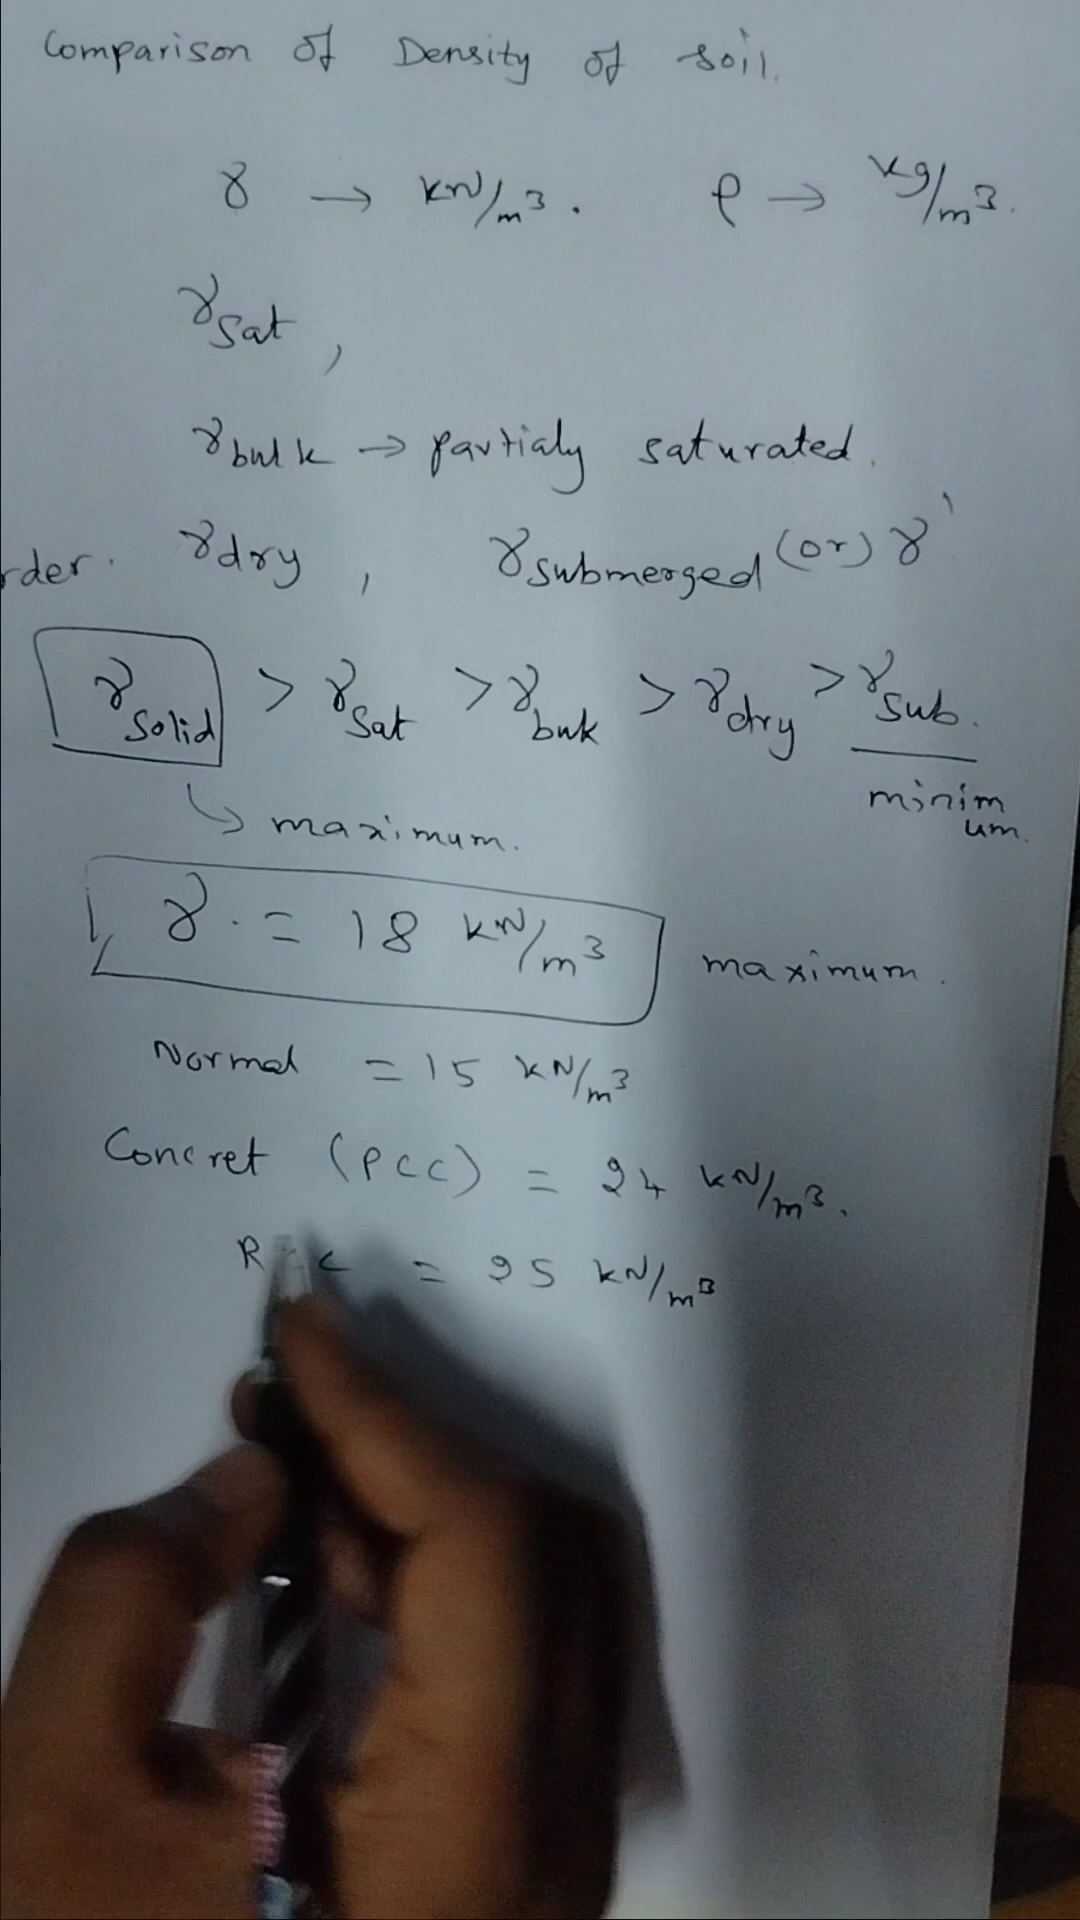 Comparison of Density of soil.
γ → kN/m³. ρ → kg/m³.
γsat ,
γbulk → partialy saturated.
rder. γdry , γsubmerged (or) γ'
γsolid > γsat > γbuk > γdry > γsub.
minimum.
↳ maximum.
γ. = 18 kN/m³ maximum.
Normal = 15 kN/m³
Concret (PCC) = 24 kN/m³.
= 25 kN/m³